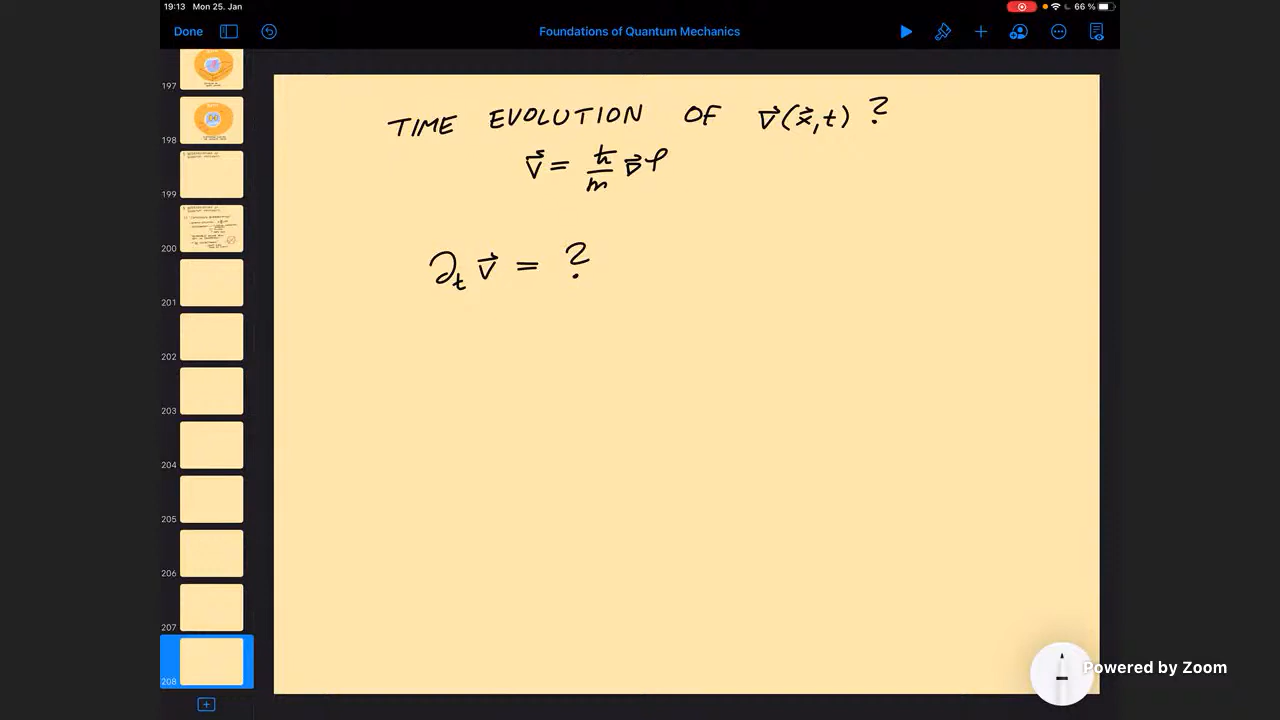 19:13 Mon 25. Jan
66 %
Done
Foundations of Quantum Mechanics
197
198
199
200
201
202
203
204
205
206
207
208
TIME EVOLUTION OF v⃗(x⃗,t) ?
v⃗ = ħ/m ∇⃗φ
∂ₜ v⃗ = ?
Powered by Zoom